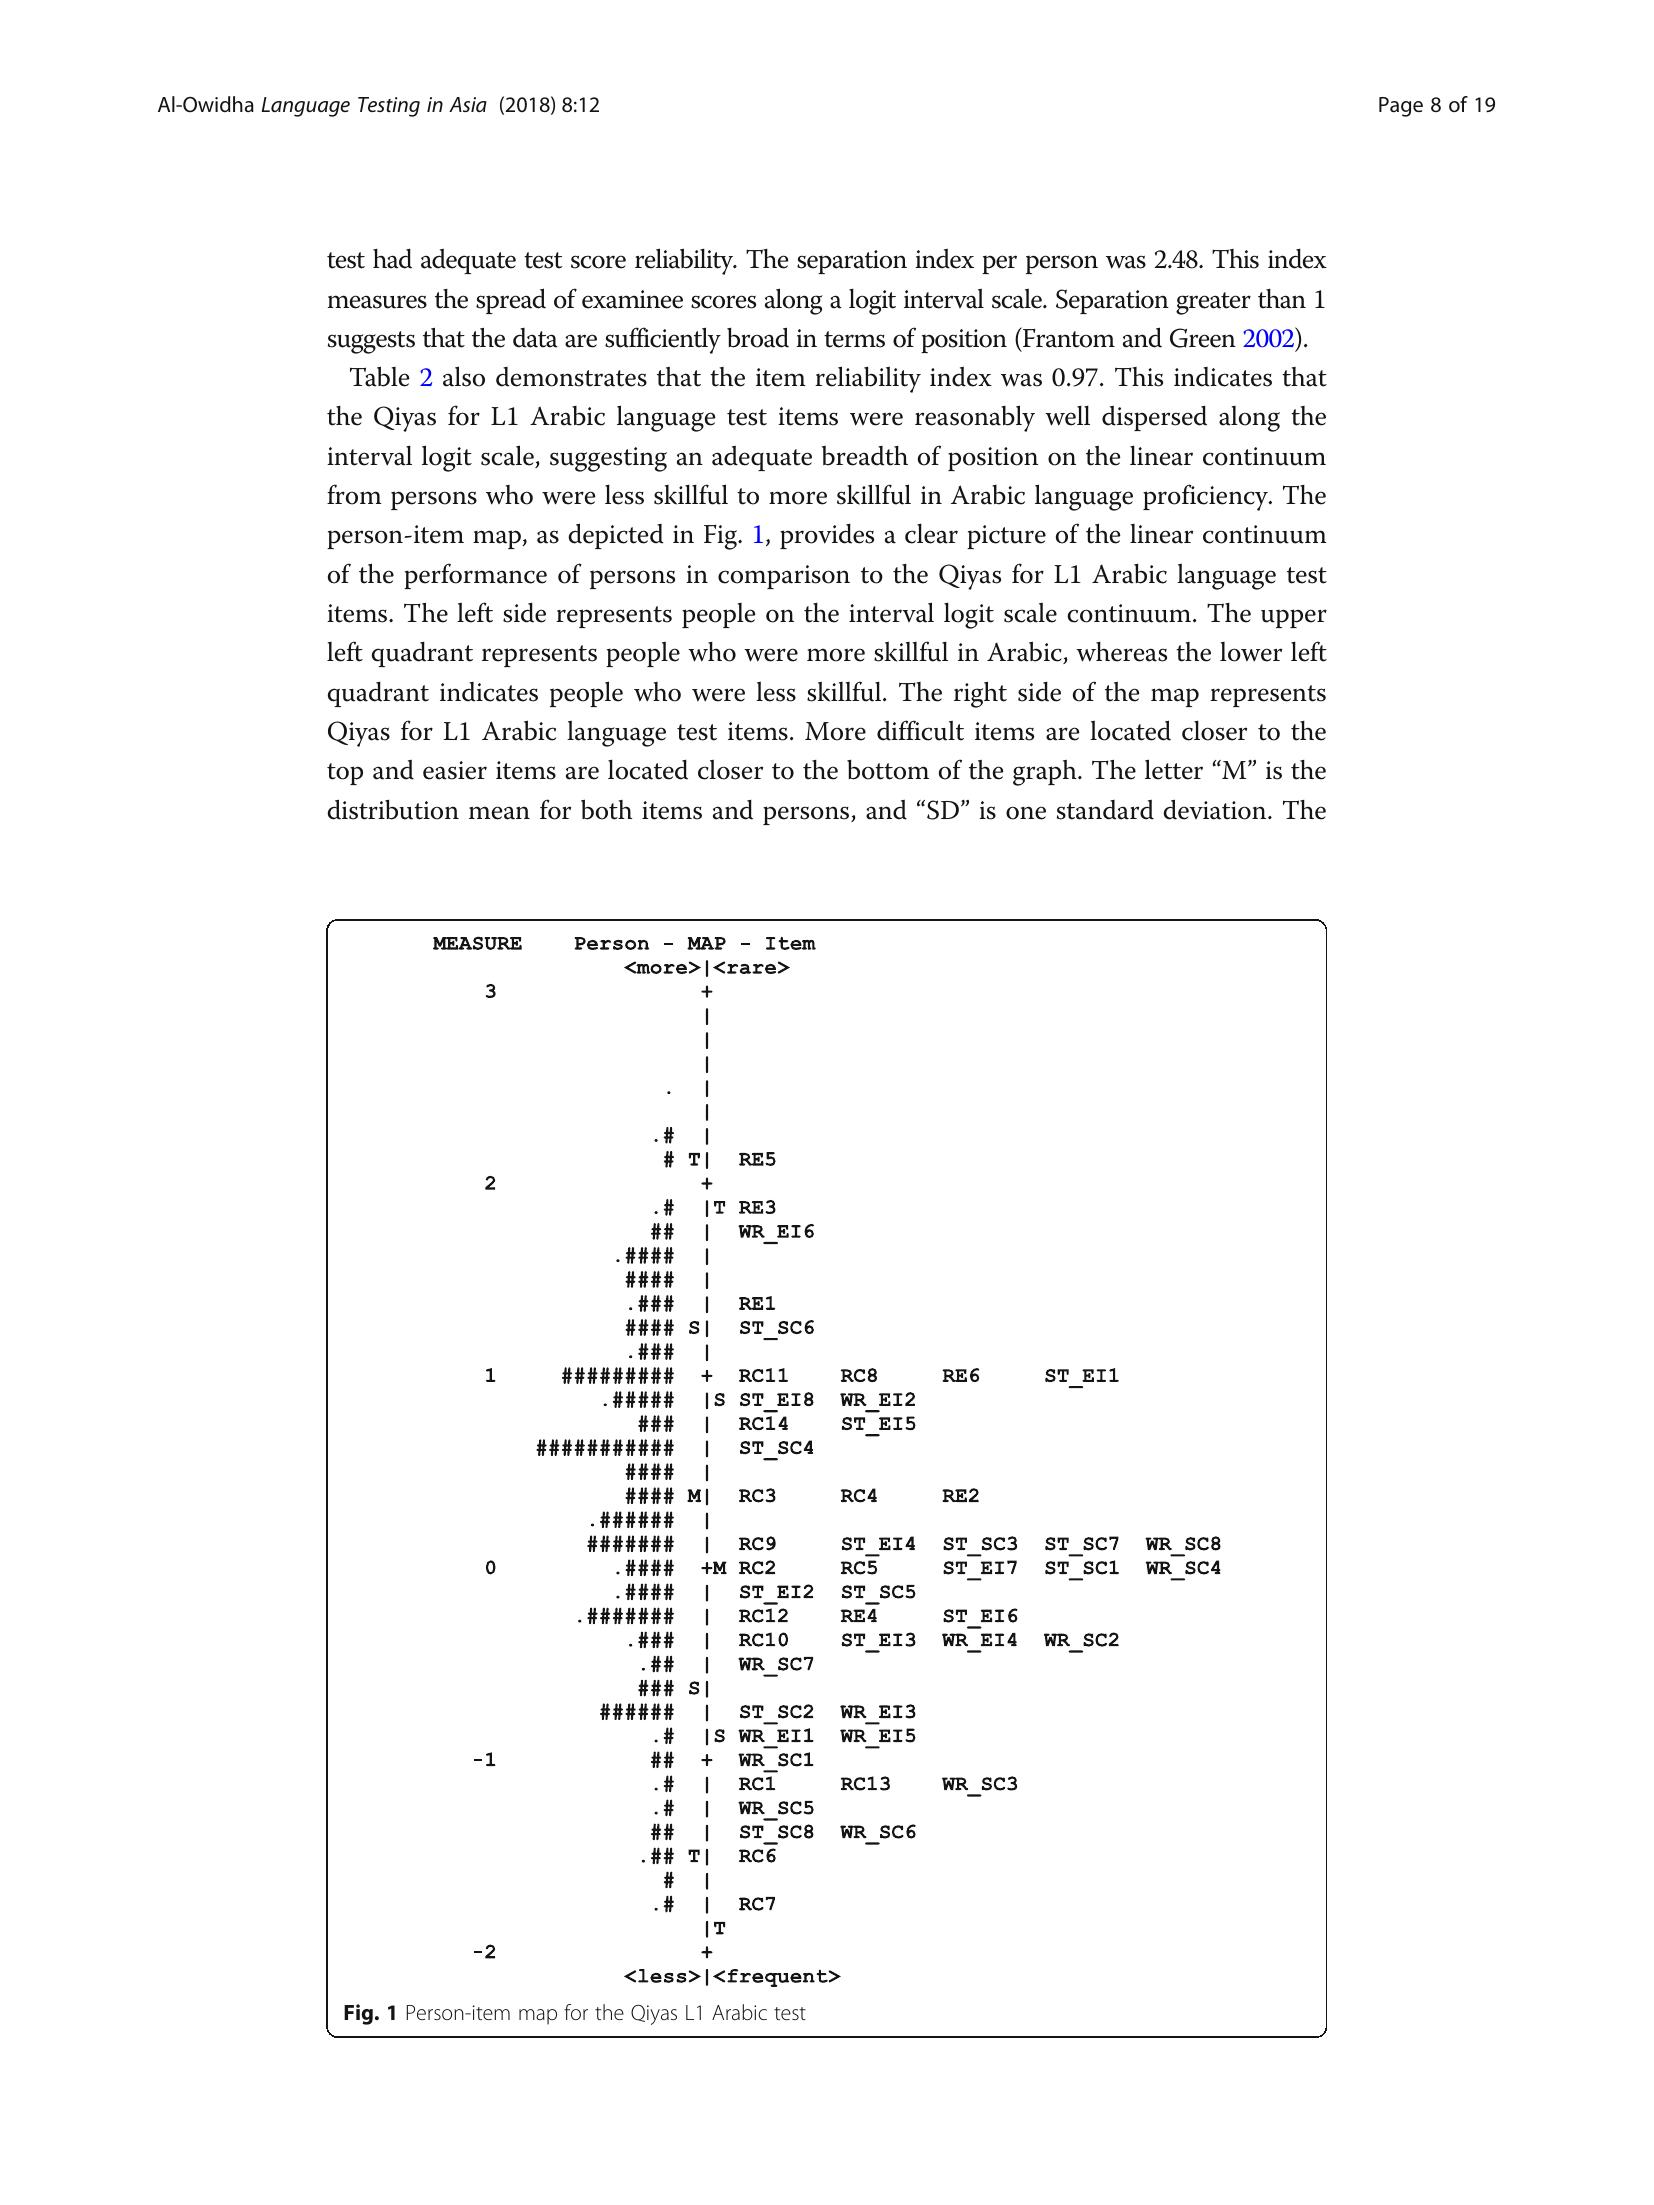 Al-Owidha Language Testing in Asia (2018) 8:12 Page 8 of 19
test had adequate test score reliability. The separation index per person was 2.48. This index
measures the spread of examinee scores along a logit interval scale. Separation greater than 1
suggests that the data are sufficiently broad in terms of position (Frantom and Green 2002).
Table 2 also demonstrates that the item reliability index was 0.97. This indicates that
the Qiyas for L1 Arabic language test items were reasonably well dispersed along the
interval logit scale, suggesting an adequate breadth of position on the linear continuum
from persons who were less skillful to more skillful in Arabic language proficiency. The
person-item map, as depicted in Fig. 1, provides a clear picture of the linear continuum
of the performance of persons in comparison to the Qiyas for L1 Arabic language test
items. The left side represents people on the interval logit scale continuum. The upper
left quadrant represents people who were more skillful in Arabic, whereas the lower left
quadrant indicates people who were less skillful. The right side of the map represents
Qiyas for L1 Arabic language test items. More difficult items are located closer to the
top and easier items are located closer to the bottom of the graph. The letter “M” is the
distribution mean for both items and persons, and “SD” is one standard deviation. The
MEASURE Person - MAP - Item
<more>|<rare>
3 +
|
|
|
. |
|
.# |
# T| RE5
2 +
.# |T RE3
## | WR_EI6
.#### |
#### |
.### | RE1
#### S| ST_SC6
.### |
1 ######### + RC11 RC8 RE6 ST_EI1
.##### |S ST_EI8 WR_EI2
### | RC14 ST_EI5
########### | ST_SC4
#### |
#### M| RC3 RC4 RE2
.###### |
####### | RC9 ST_EI4 ST_SC3 ST_SC7 WR_SC8
0 .#### +M RC2 RC5 ST_EI7 ST_SC1 WR_SC4
.#### | ST_EI2 ST_SC5
.####### | RC12 RE4 ST_EI6
.### | RC10 ST_EI3 WR_EI4 WR_SC2
.## | WR_SC7
### S|
###### | ST_SC2 WR_EI3
.# |S WR_EI1 WR_EI5
-1 ## + WR_SC1
.# | RC1 RC13 WR_SC3
.# | WR_SC5
## | ST_SC8 WR_SC6
.## T| RC6
# |
.# | RC7
|T
-2 +
<less>|<frequent>
Fig. 1 Person-item map for the Qiyas L1 Arabic test